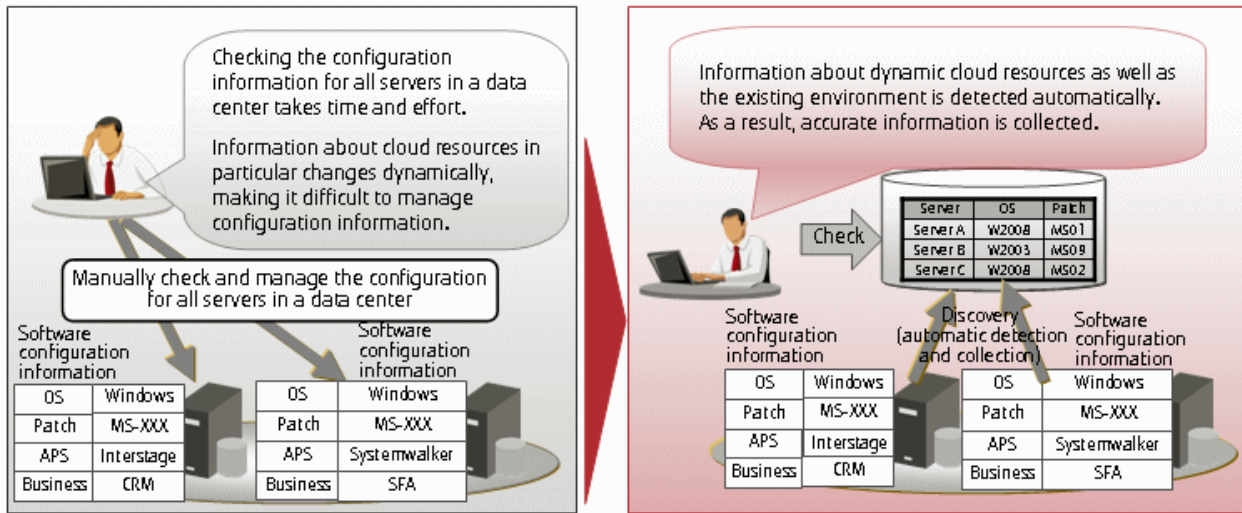 Checking the configuration
information for all servers in a data
center takes time and effort.
Information about cloud resources in
particular changes dynamically,
making it difficult to manage
configuration information.
Manually check and manage the configuration
for all servers in a data center
Software
configuration
information
OS Windows
Patch MS-XXX
APS Interstage
Business CRM
Software
configuration
information
OS Windows
Patch MS-XXX
APS Systemwalker
Business SFA
Information about dynamic cloud resources as well as
the existing environment is detected automatically.
As a result, accurate information is collected.
Check
Server OS Patch
Server A W2008 MS01
Server B W2003 MS09
Server C W2008 MS02
Discovery
(automatic detection
and collection)
Software
configuration
information
OS Windows
Patch MS-XXX
APS Interstage
Business CRM
Software
configuration
information
OS Windows
Patch MS-XXX
APS Systemwalker
Business SFA